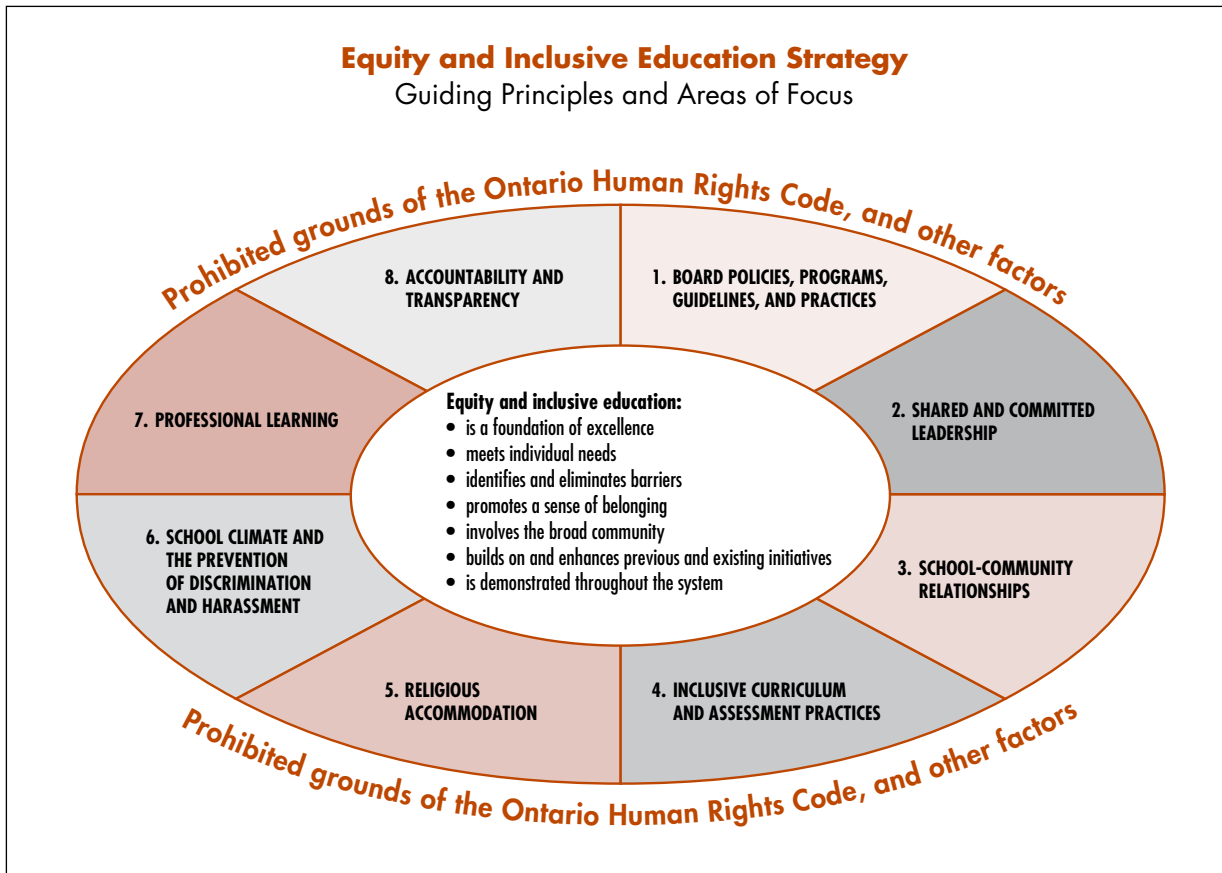 Equity and Inclusive Education Strategy
Guiding Principles and Areas of Focus
Prohibited grounds of the Ontario Human Rights Code, and other factors
1. BOARD POLICIES, PROGRAMS,
GUIDELINES, AND PRACTICES
2. SHARED AND COMMITTED
LEADERSHIP
3. SCHOOL-COMMUNITY
RELATIONSHIPS
4. INCLUSIVE CURRICULUM
AND ASSESSMENT PRACTICES
5. RELIGIOUS
ACCOMMODATION
6. SCHOOL CLIMATE AND
THE PREVENTION
OF DISCRIMINATION
AND HARASSMENT
7. PROFESSIONAL LEARNING
8. ACCOUNTABILITY AND
TRANSPARENCY
Equity and inclusive education:
• is a foundation of excellence
• meets individual needs
• identifies and eliminates barriers
• promotes a sense of belonging
• involves the broad community
• builds on and enhances previous and existing initiatives
• is demonstrated throughout the system
Prohibited grounds of the Ontario Human Rights Code, and other factors